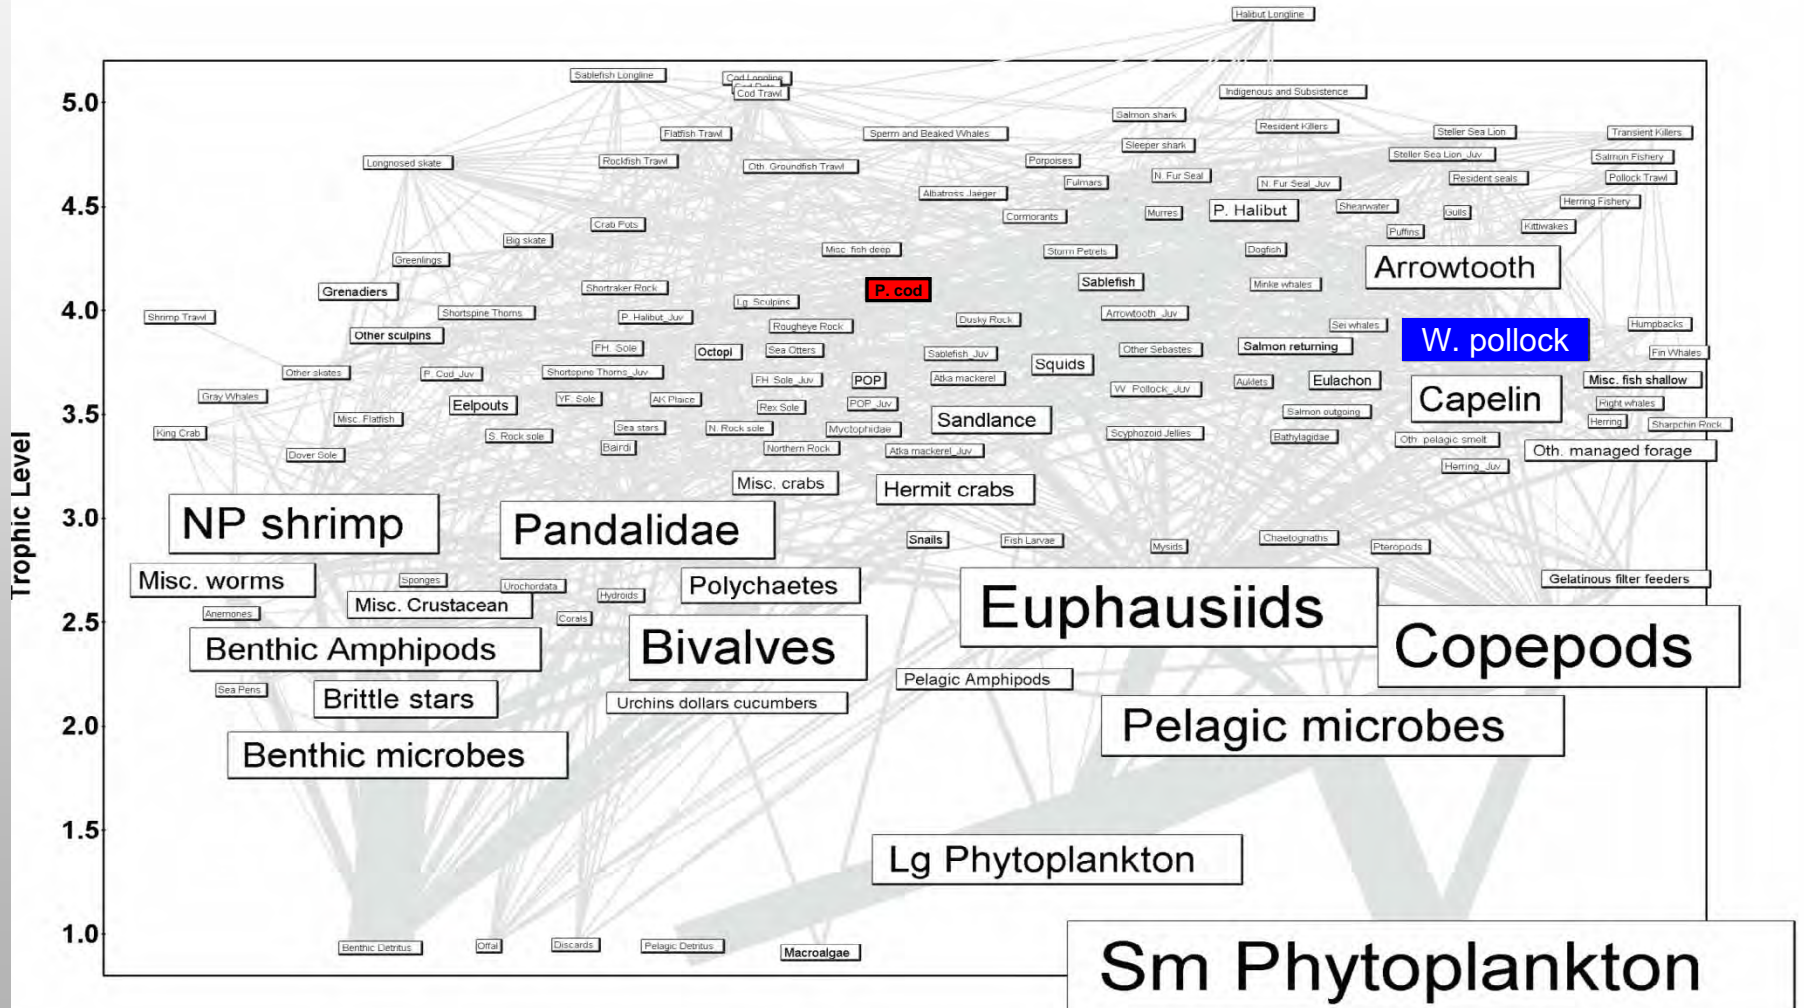 Halibut Longline
Sablefish Longline
Cod Longline
Cod Trawl
Indigenous and Subsistence
5.0
Salmon shark
Resident Killers
Flatfish Trawl
Sperm and Beaked Whales
Steller Sea Lion
Transient Killers
Sleeper shark
Longnosed skate
Rockfish Trawl
Oth. Groundfish Trawl
Porpoises
Steller Sea Lion_Juv
Salmon Fishery
Fulmars
N. Fur Seal
N. Fur Seal_Juv
Resident seals
Pollock Trawl
Albatross Jaeger
4.5
Cormorants
Murres
P. Halibut
Shearwater
Gulls
Herring Fishery
Crab Pots
Puffins
Kittiwakes
Big skate
Misc. fish deep
Storm Petrels
Dogfish
Greenlings
Arrowtooth
Grenadiers
Shortraker Rock
P. cod
Sablefish
Minke whales
4.0
Shrimp Trawl
Shortspine Thorns
P. Halibut_Juv
Lg. Sculpins
Rougheye Rock
Dusky Rock
Arrowtooth_Juv
Sei whales
Humpbacks
Other sculpins
FH. Sole
Octopi
Sea Otters
Sablefish_Juv
Other Sebastes
Salmon returning
W. pollock
Fin Whales
Other skates
P. Cod_Juv
Shortspine Thorns_Juv
FH. Sole_Juv
POP
Atka mackerel
Squids
W. Pollock_Juv
Auklets
Eulachon
Capelin
Misc. fish shallow
Gray Whales
Eelpouts
YF. Sole
AK Plaice
Rex Sole
POP_Juv
Sandlance
Salmon outgoing
Right whales
3.5
King Crab
Misc. Flatfish
S. Rock sole
Sea stars
N. Rock sole
Myctophidae
Scyphozoid Jellies
Bathylagidae
Oth. pelagic smelt
Herring
Sharpchin Rock
Dover Sole
Bairdi
Northern Rock
Atka mackerel_Juv
Herring_Juv
Oth. managed forage
Misc. crabs
Hermit crabs
3.0
Trophic Level
NP shrimp
Pandalidae
Snails
Fish Larvae
Mysids
Chaetognaths
Pteropods
Misc. worms
Sponges
Urochordata
Hydroids
Polychaetes
Euphausiids
Gelatinous filter feeders
Anemones
Misc. Crustacean
Corals
2.5
Benthic Amphipods
Bivalves
Copepods
Sea Pens
Brittle stars
Urchins dollars cucumbers
Pelagic Amphipods
2.0
Benthic microbes
Pelagic microbes
1.5
Lg Phytoplankton
1.0
Benthic Detritus
Offal
Discards
Pelagic Detritus
Macroalgae
Sm Phytoplankton